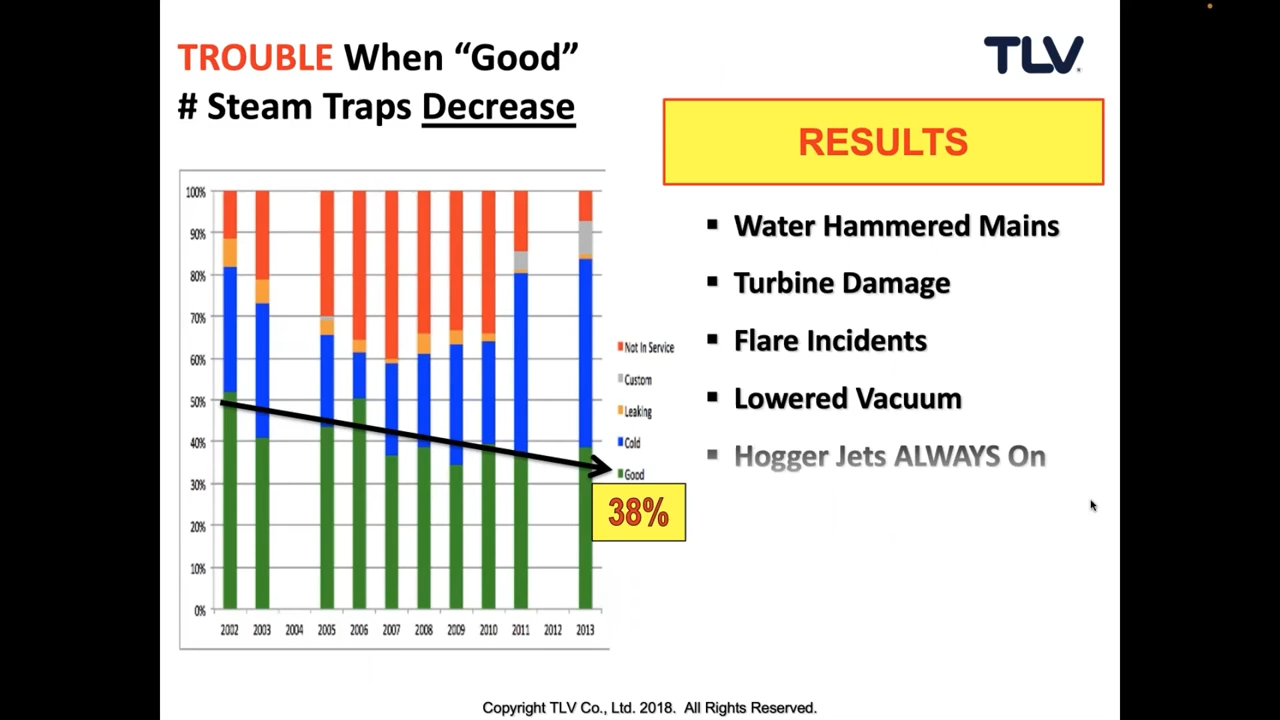 TROUBLE When “Good”
# Steam Traps Decrease
TLV
RESULTS
▪ Water Hammered Mains
▪ Turbine Damage
▪ Flare Incidents
▪ Lowered Vacuum
▪ Hogger Jets ALWAYS On
100%
90%
80%
70%
60%
50%
40%
30%
20%
10%
0%
2002 2003 2004 2005 2006 2007 2008 2009 2010 2011 2012 2013
Not In Service
Custom
Leaking
Cold
Good
38%
Copyright TLV Co., Ltd. 2018. All Rights Reserved.